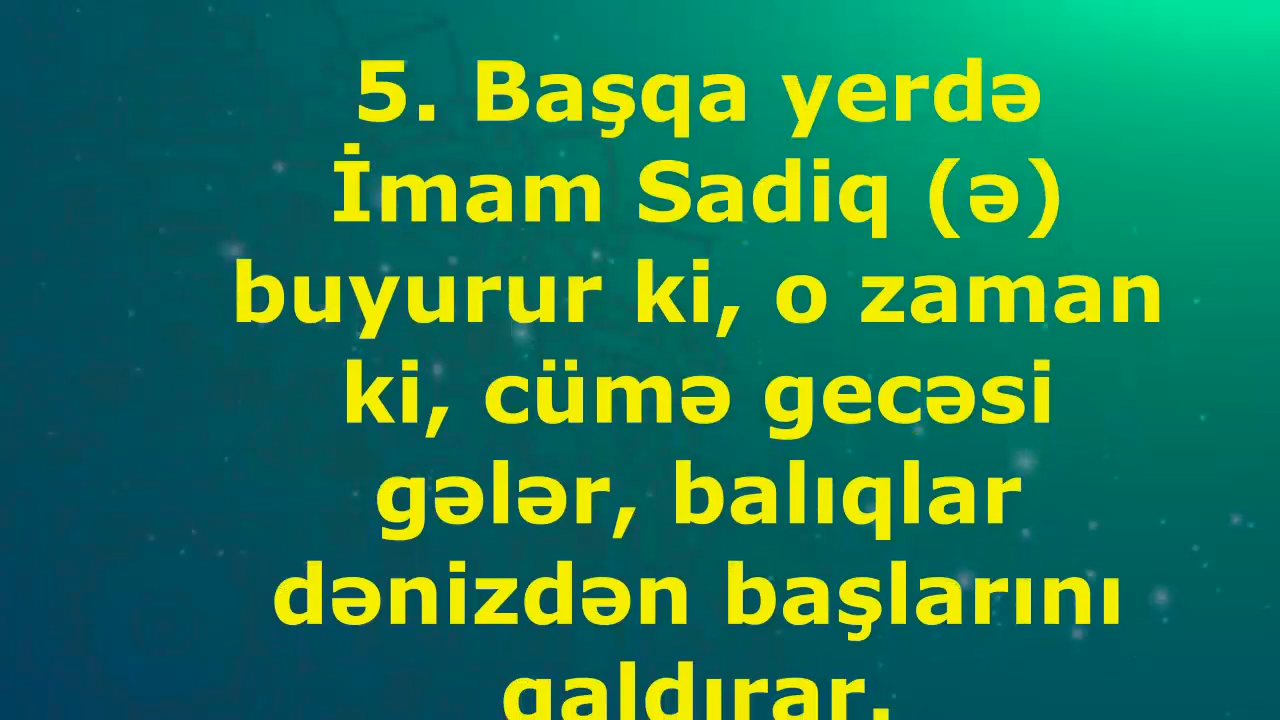 5. Başqa yerdə
İmam Sadiq (ə)
buyurur ki, o zaman
ki, cümə gecəsi
gələr, balıqlar
dənizdən başlarını
qaldırar.